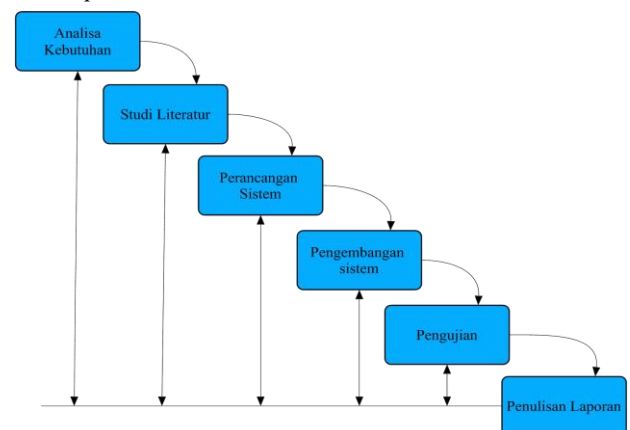 Analisa
Kebutuhan
Studi Literatur
Perancangan
Sistem
Pengembangan
sistem
Pengujian
Penulisan Laporan